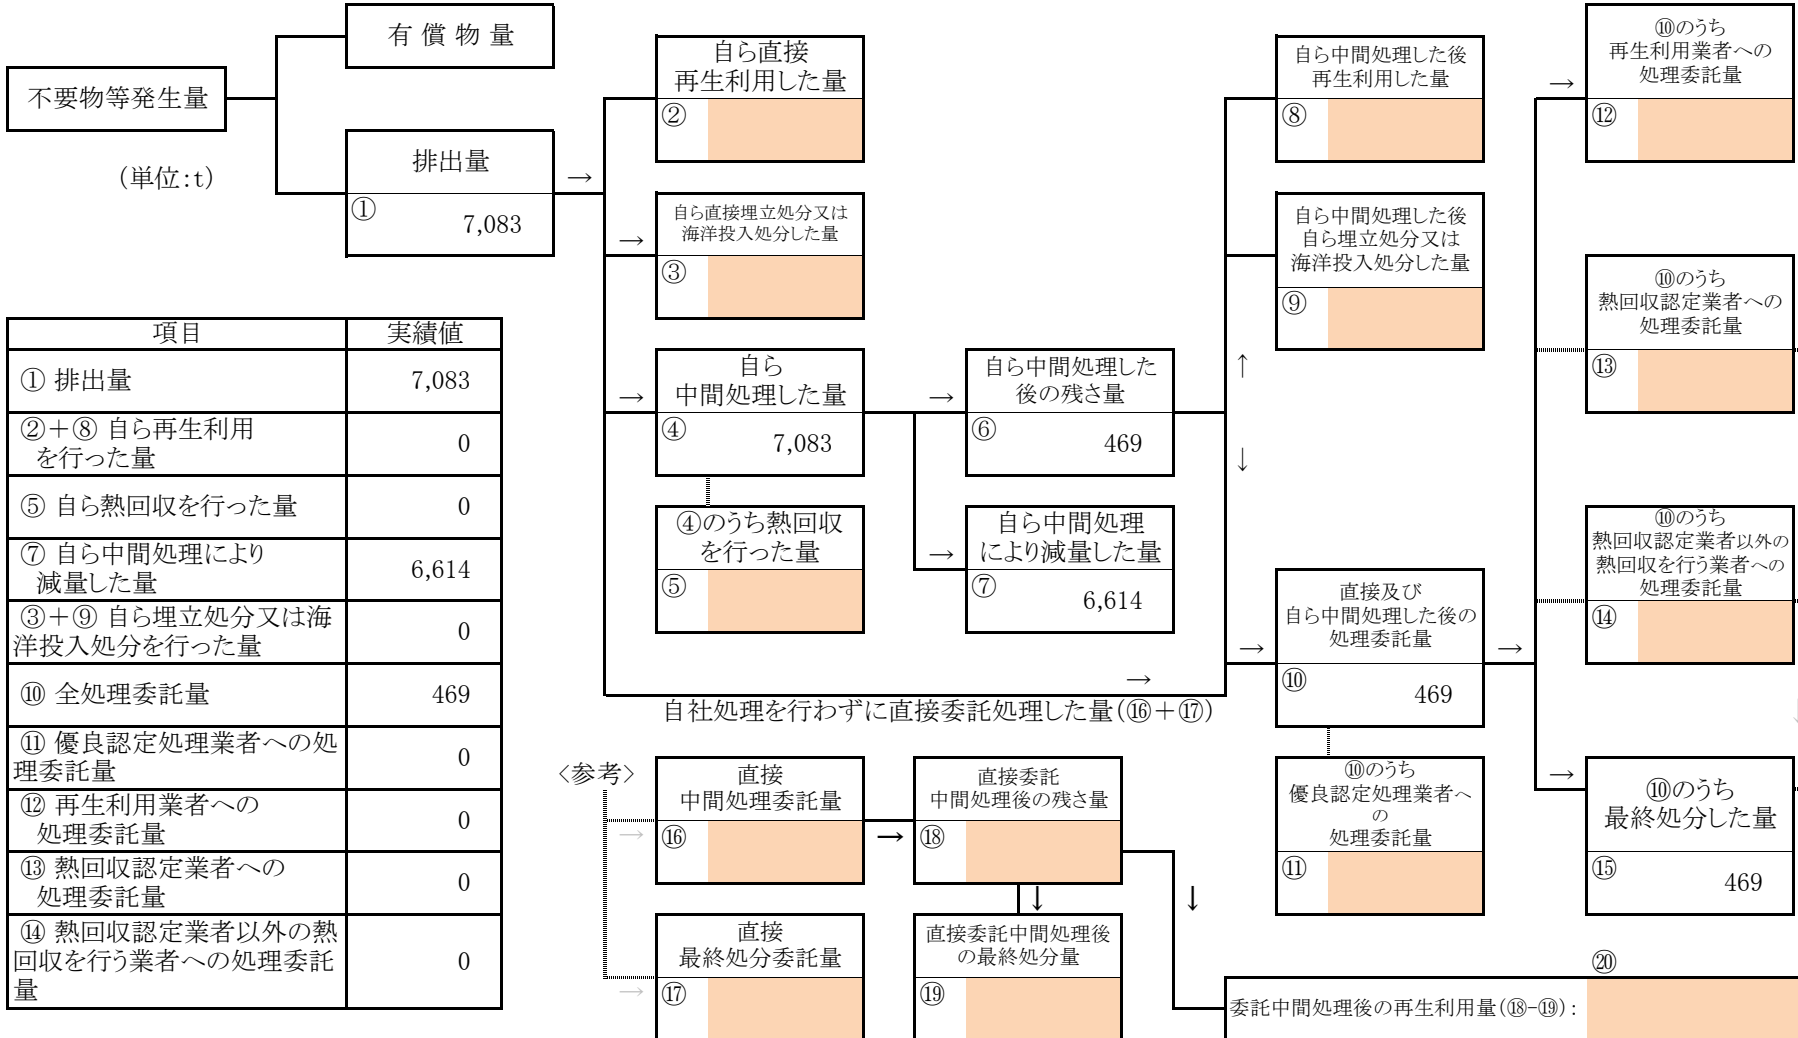 有 償 物 量
不要物等発生量
(単位:t)
排出量
①
7,083
→
自ら直接
再生利用した量
②
→
自ら直接埋立処分又は
海洋投入処分した量
③
→
自ら
中間処理した量
④
7,083
④のうち熱回収
を行った量
⑤
→
自ら中間処理した
後の残さ量
⑥
469
→
自ら中間処理
により減量した量
⑦
6,614
自ら中間処理した後
再生利用した量
⑧
自ら中間処理した後
自ら埋立処分又は
海洋投入処分した量
⑨
↑
↓
→
自社処理を行わずに直接委託処理した量(⑯+⑰)
→
直接及び
自ら中間処理した後の
処理委託量
⑩
469
→
⑩のうち
優良認定処理業者へ
の
処理委託量
⑪
→
⑩のうち
再生利用業者への
処理委託量
⑫
⑩のうち
熱回収認定業者への
処理委託量
⑬
⑩のうち
熱回収認定業者以外の
熱回収を行う業者への
処理委託量
⑭
→
⑩のうち
最終処分した量
⑮
469
項目 実績値
① 排出量 7,083
②+⑧ 自ら再生利用
を行った量 0
⑤ 自ら熱回収を行った量 0
⑦ 自ら中間処理により
減量した量 6,614
③+⑨ 自ら埋立処分又は海
洋投入処分を行った量 0
⑩ 全処理委託量 469
⑪ 優良認定処理業者への処
理委託量 0
⑫ 再生利用業者への
処理委託量 0
⑬ 熱回収認定業者への
処理委託量 0
⑭ 熱回収認定業者以外の熱
回収を行う業者への処理委託
量 0
<参考>
→
直接
中間処理委託量
⑯
→
直接委託
中間処理後の残さ量
⑱
↓
↓
→
直接
最終処分委託量
⑰
直接委託中間処理後
の最終処分量
⑲
⑳
委託中間処理後の再生利用量(⑱-⑲):